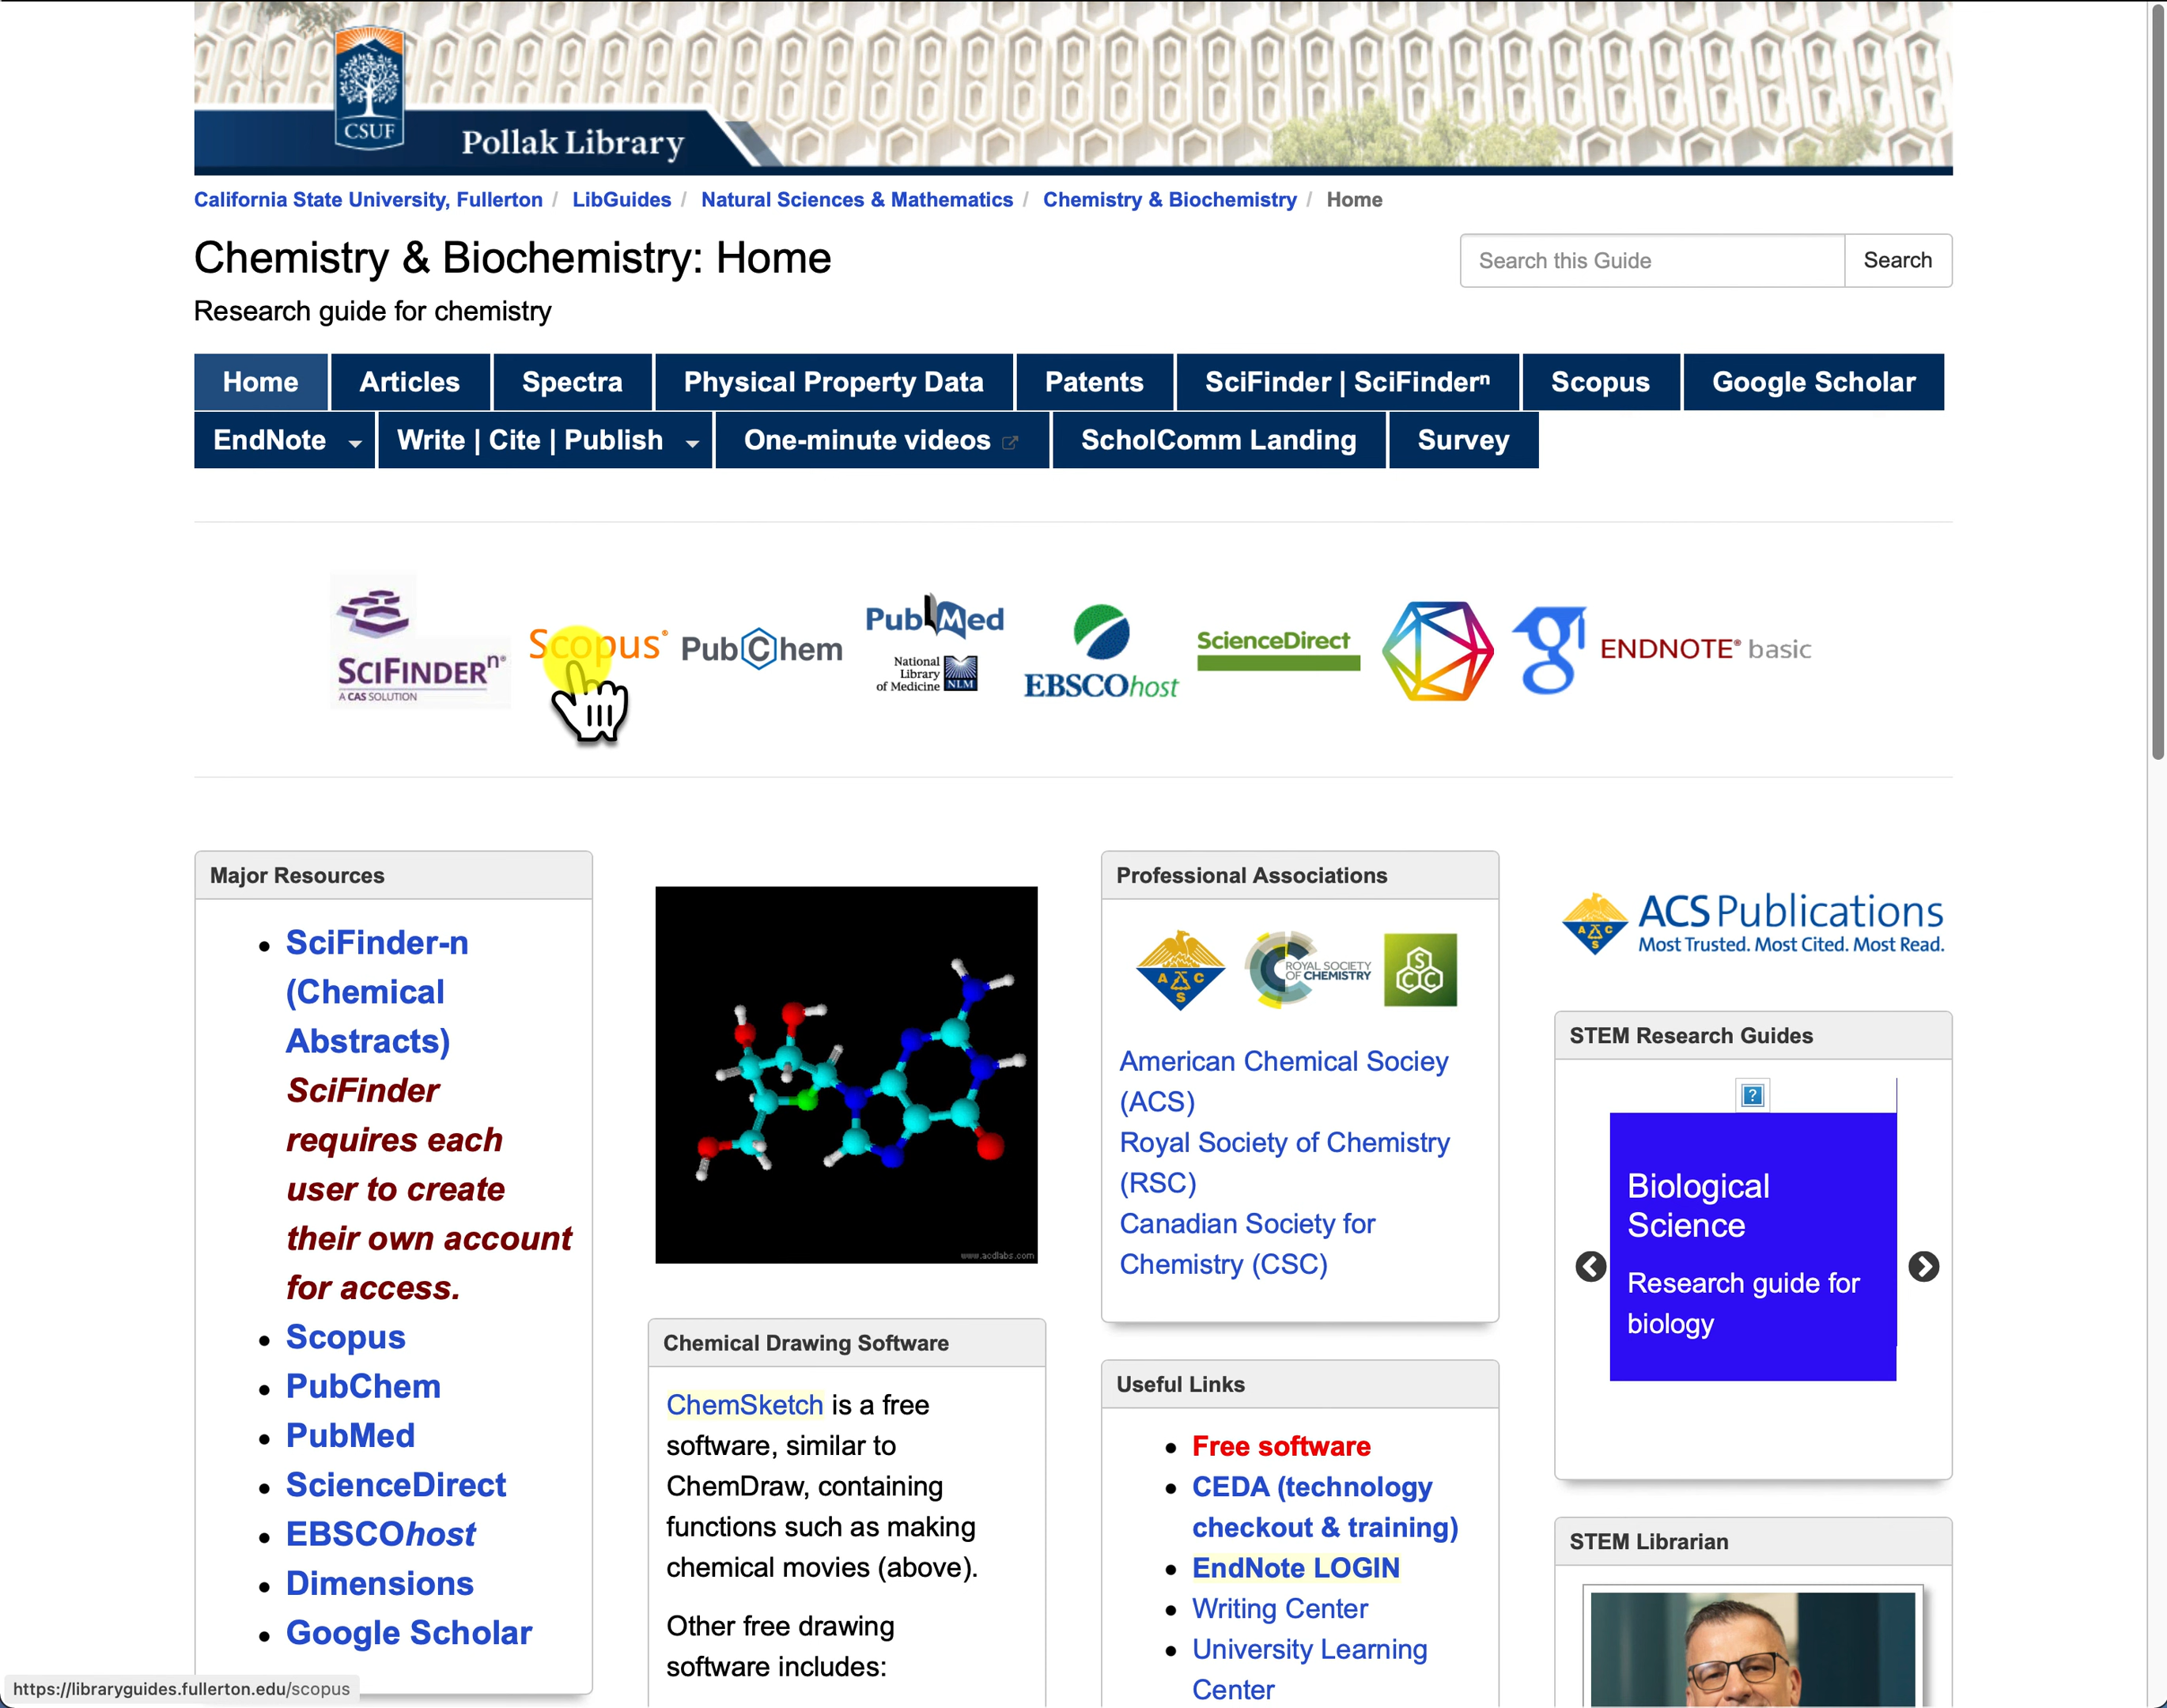 CSUF
Pollak Library
California State University, Fullerton / LibGuides / Natural Sciences & Mathematics / Chemistry & Biochemistry / Home
Chemistry & Biochemistry: Home
Search this Guide
Search
Research guide for chemistry
Home
Articles
Spectra
Physical Property Data
Patents
SciFinder | SciFinderⁿ
Scopus
Google Scholar
EndNote
Write | Cite | Publish
One-minute videos
ScholComm Landing
Survey
SCIFINDERⁿ®
A CAS SOLUTION
Scopus®
PubChem
PubMed
National
Library
of Medicine
NLM
EBSCOhost
ScienceDirect
g
ENDNOTE® basic
Major Resources
SciFinder-n
(Chemical
Abstracts)
SciFinder
requires each
user to create
their own account
for access.
Scopus
PubChem
PubMed
ScienceDirect
EBSCOhost
Dimensions
Google Scholar
www.acdlabs.com
Chemical Drawing Software
ChemSketch is a free
software, similar to
ChemDraw, containing
functions such as making
chemical movies (above).
Other free drawing
software includes:
Professional Associations
A C
S
ROYAL SOCIETY
OF CHEMISTRY
S
C C
American Chemical Sociey
(ACS)
Royal Society of Chemistry
(RSC)
Canadian Society for
Chemistry (CSC)
Useful Links
Free software
CEDA (technology
checkout & training)
EndNote LOGIN
Writing Center
University Learning
Center
A C
S
ACS Publications
Most Trusted. Most Cited. Most Read.
STEM Research Guides
?
Biological
Science
Research guide for
biology
STEM Librarian
https://libraryguides.fullerton.edu/scopus